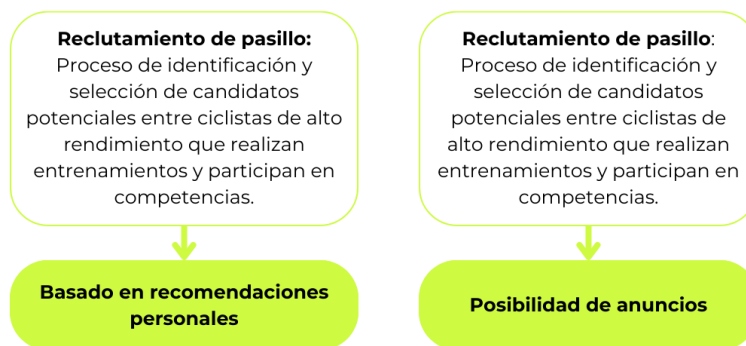 Reclutamiento de pasillo:
Proceso de identificación y
selección de candidatos
potenciales entre ciclistas de alto
rendimiento que realizan
entrenamientos y participan en
competencias.
Basado en recomendaciones
personales
Reclutamiento de pasillo:
Proceso de identificación y
selección de candidatos
potenciales entre ciclistas de
alto rendimiento que realizan
entrenamientos y participan en
competencias.
Posibilidad de anuncios